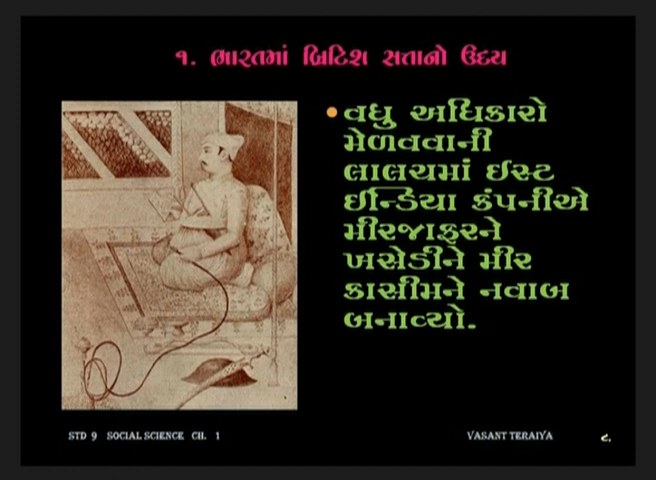 ૧. ભારતમાં બ્રિટિશ સત્તાનો ઉદય
•વધુ અધિકારો
મેળવવાની
લાલચમાં ઈસ્ટ
ઈન્ડિયા કંપનીએ
મીરજાફરને
ખસેડીને મીર
કાસીમને નવાબ
બનાવ્યો.
STD 9 SOCIAL SCIENCE CH. 1
VASANT TERAIYA
૮.